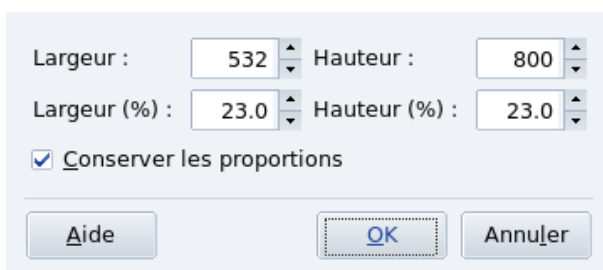 Largeur : 532 Hauteur : 800
Largeur (%) : 23.0 Hauteur (%) : 23.0
Conserver les proportions
Aide OK Annuler